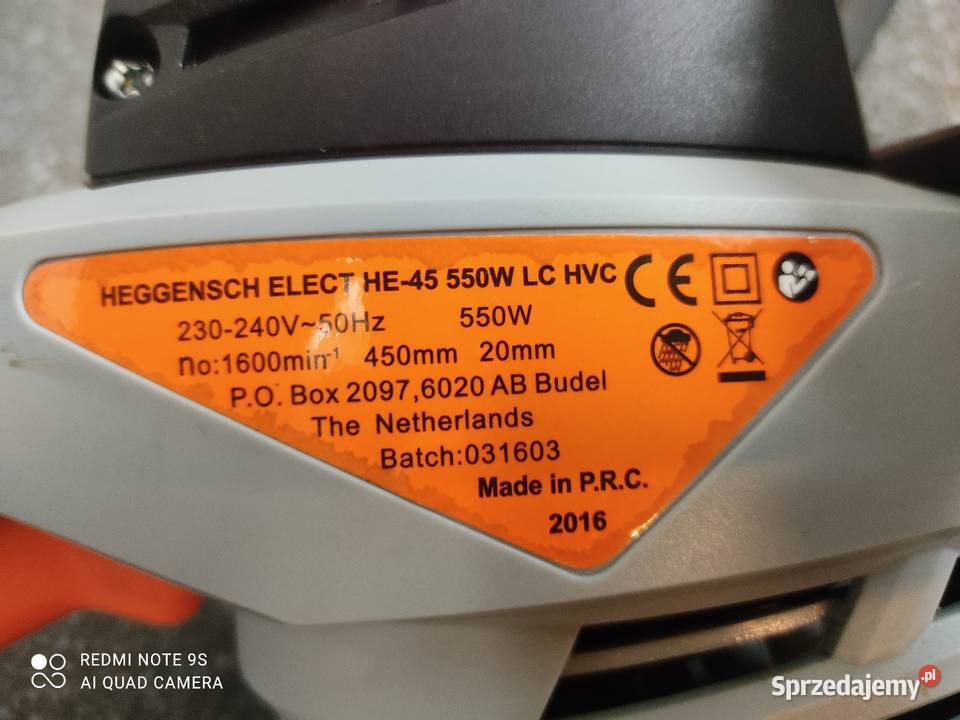 HEGGENSCH ELECT HE-45 550W LC HVC CE
230-240V~50Hz 550W
no:1600min-1 450mm 20mm
P.O. Box 2097,6020 AB Budel
The Netherlands
Batch:031603
Made in P.R.C.
2016
REDMI NOTE 9S
AI QUAD CAMERA
Sprzedajemy.pl